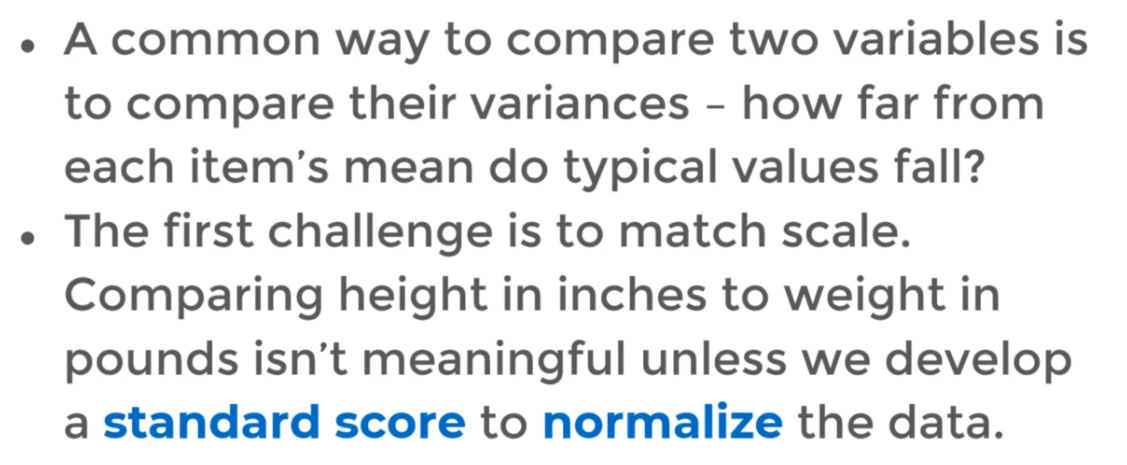 • A common way to compare two variables is
to compare their variances – how far from
each item’s mean do typical values fall?
• The first challenge is to match scale.
Comparing height in inches to weight in
pounds isn’t meaningful unless we develop
a standard score to normalize the data.